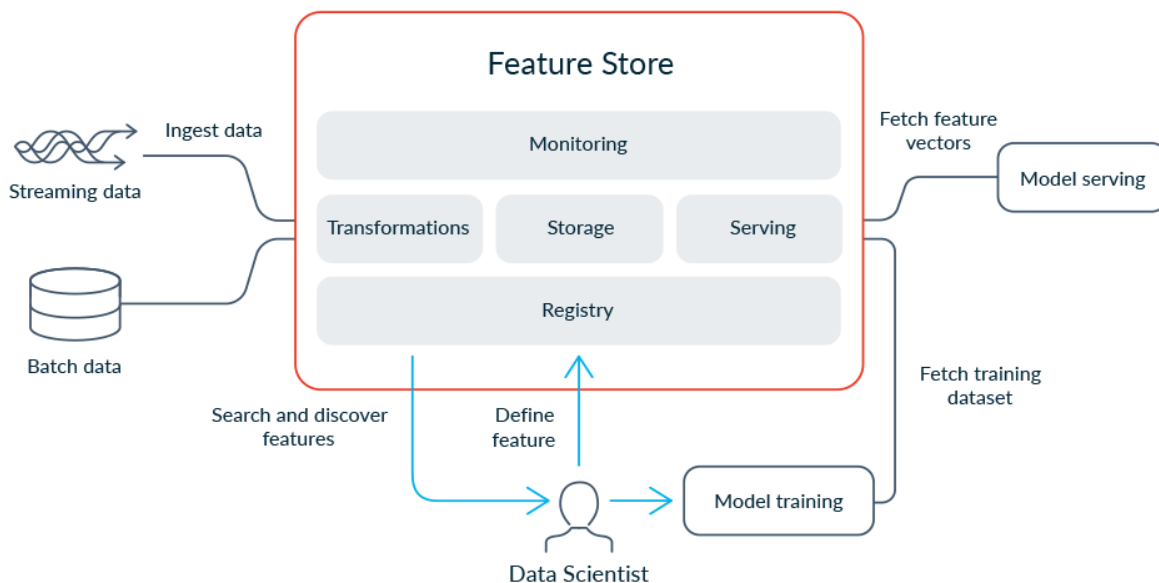 Feature Store
Monitoring
Transformations
Storage
Serving
Registry
Ingest data
Streaming data
Batch data
Fetch feature
vectors
Model serving
Fetch training
dataset
Search and discover
features
Define
feature
Model training
Data Scientist